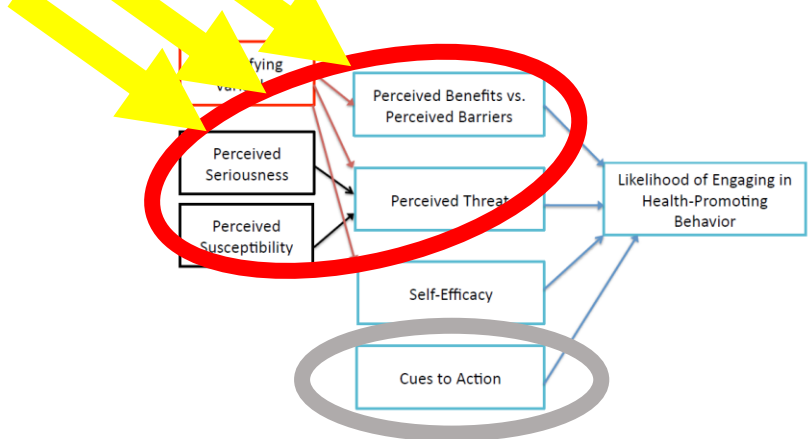 Perceived Benefits vs.
Perceived Barriers
Perceived
Seriousness
Perceived Threat
Perceived
Susceptibility
Likelihood of Engaging in
Health-Promoting
Behavior
Self-Efficacy
Cues to Action